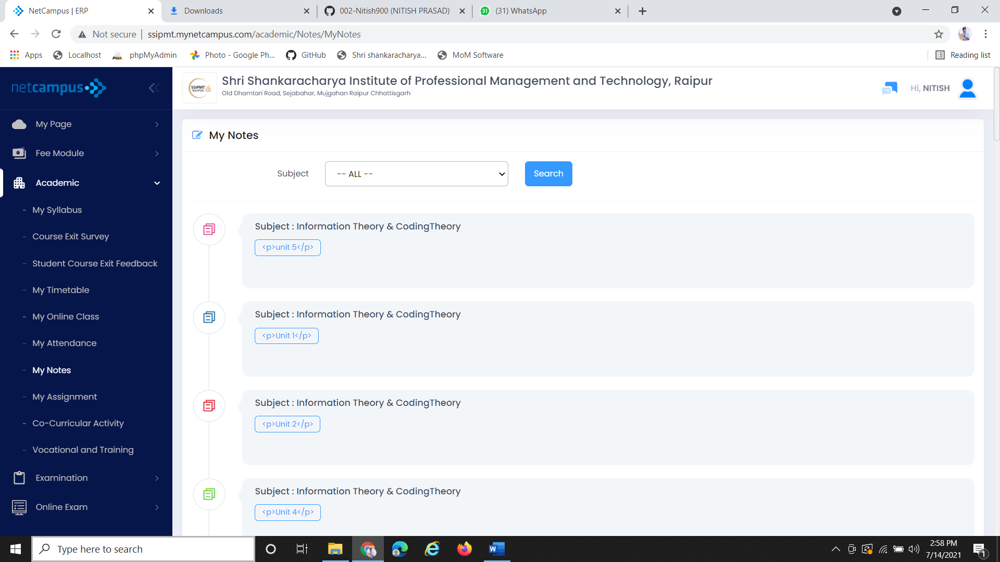 NetCampus | ERP
Downloads
002-Nitish900 (NITISH PRASAD)
31
(31) WhatsApp
Not secure
ssipmt.mynetcampus.com/academic/Notes/MyNotes
Apps
Localhost
phpMyAdmin
Photo - Google Ph...
GitHub
Shri shankaracharya...
MoM Software
Reading list
netcampus
SSIPMT RAIPUR
Shri Shankaracharya Institute of Professional Management and Technology, Raipur
Old Dhamtari Road, Sejabahar, Mujgahan Raipur Chhattisgarh
Hi, NITISH
My Page
Fee Module
Academic
- My Syllabus
- Course Exit Survey
- Student Course Exit Feedback
- My Timetable
- My Online Class
- My Attendance
- My Notes
- My Assignment
- Co-Curricular Activity
- Vocational and Training
Examination
Online Exam
My Notes
Subject
-- ALL --
Search
Subject : Information Theory & CodingTheory
<p>unit 5</p>
Subject : Information Theory & CodingTheory
<p>Unit 1</p>
Subject : Information Theory & CodingTheory
<p>Unit 2</p>
Subject : Information Theory & CodingTheory
<p>Unit 4</p>
Type here to search
2:58 PM
7/14/2021
1